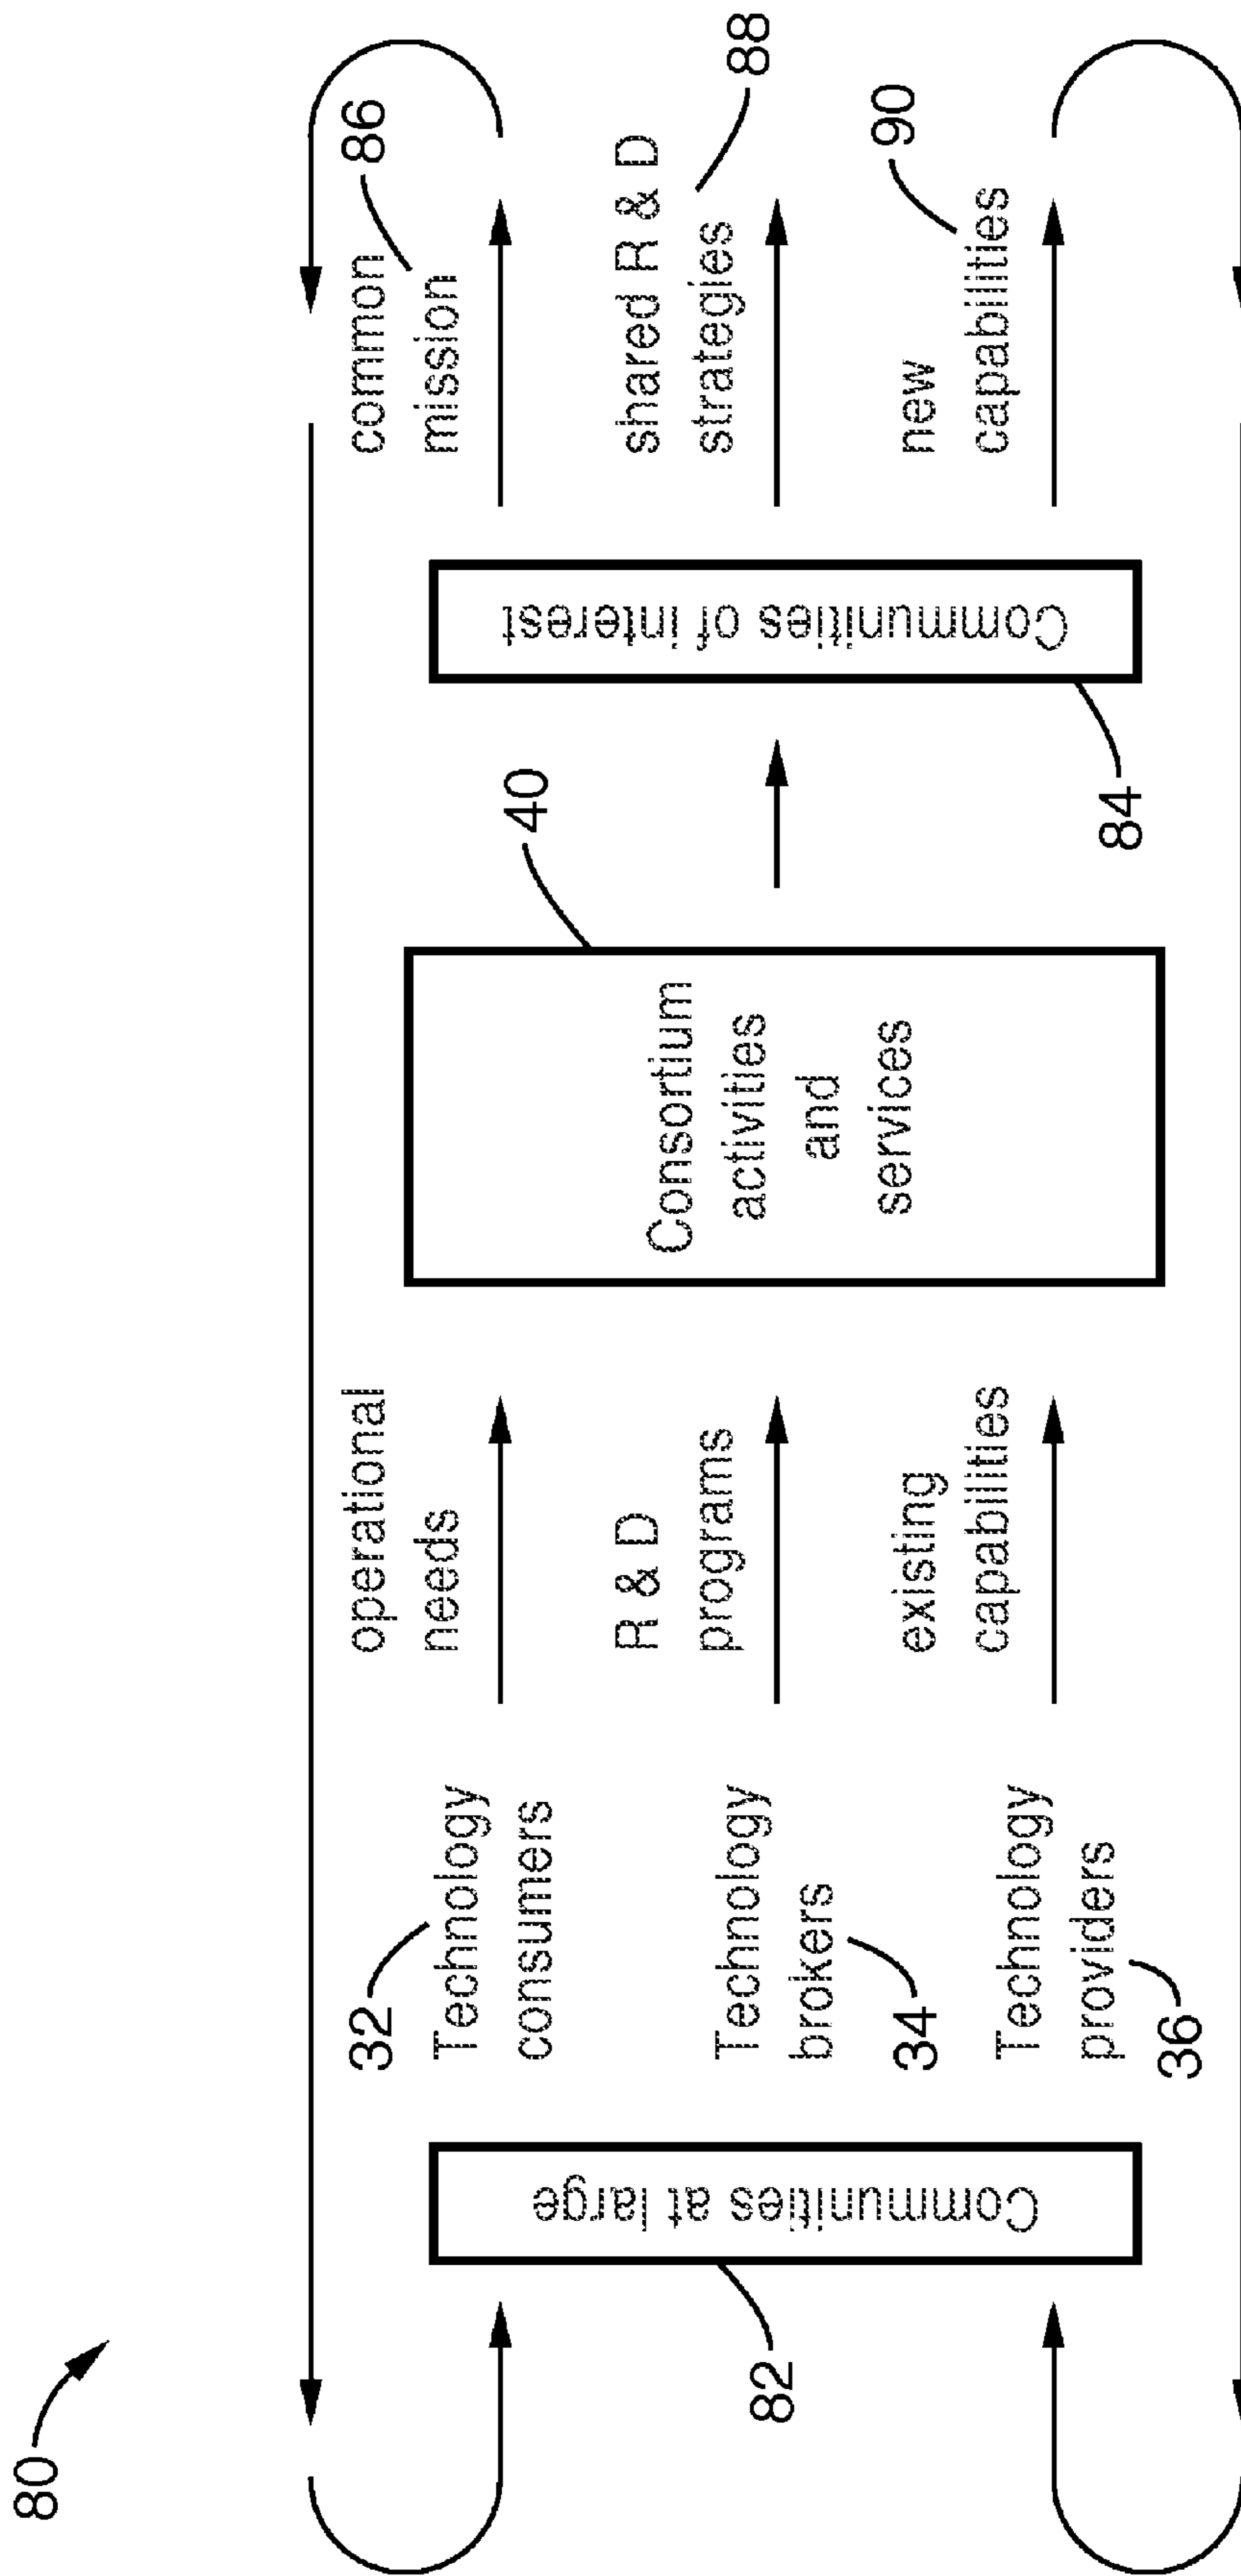 80
82
Communities at large
32
Technology
consumers
Technology
brokers
34
Technology
providers
36
operational
needs
R & D
programs
existing
capabilities
40
Consortium
activities
and
services
84
Communities of interest
common
mission
86
shared R & D
strategies
88
new
capabilities
90